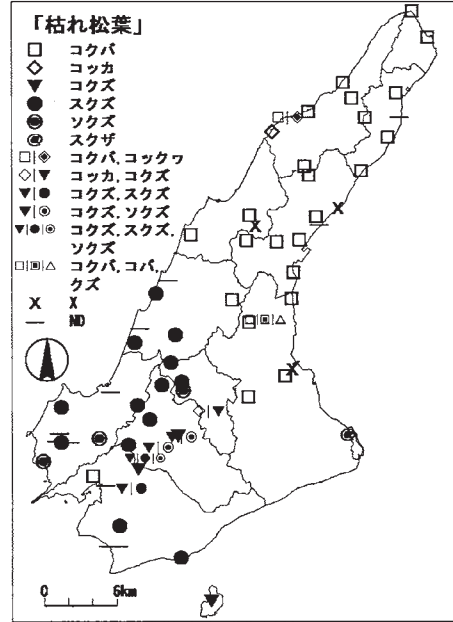 「枯れ松葉」
コクバ
コッカ
コクズ
スクズ
ソクズ
スクザ
コクバ,コックヮ
コッカ,コクズ
コクズ,スクズ
コクズ,ソクズ
コクズ,スクズ,
ソクズ
コクバ,コバ,
クズ
X
ND
0 6km